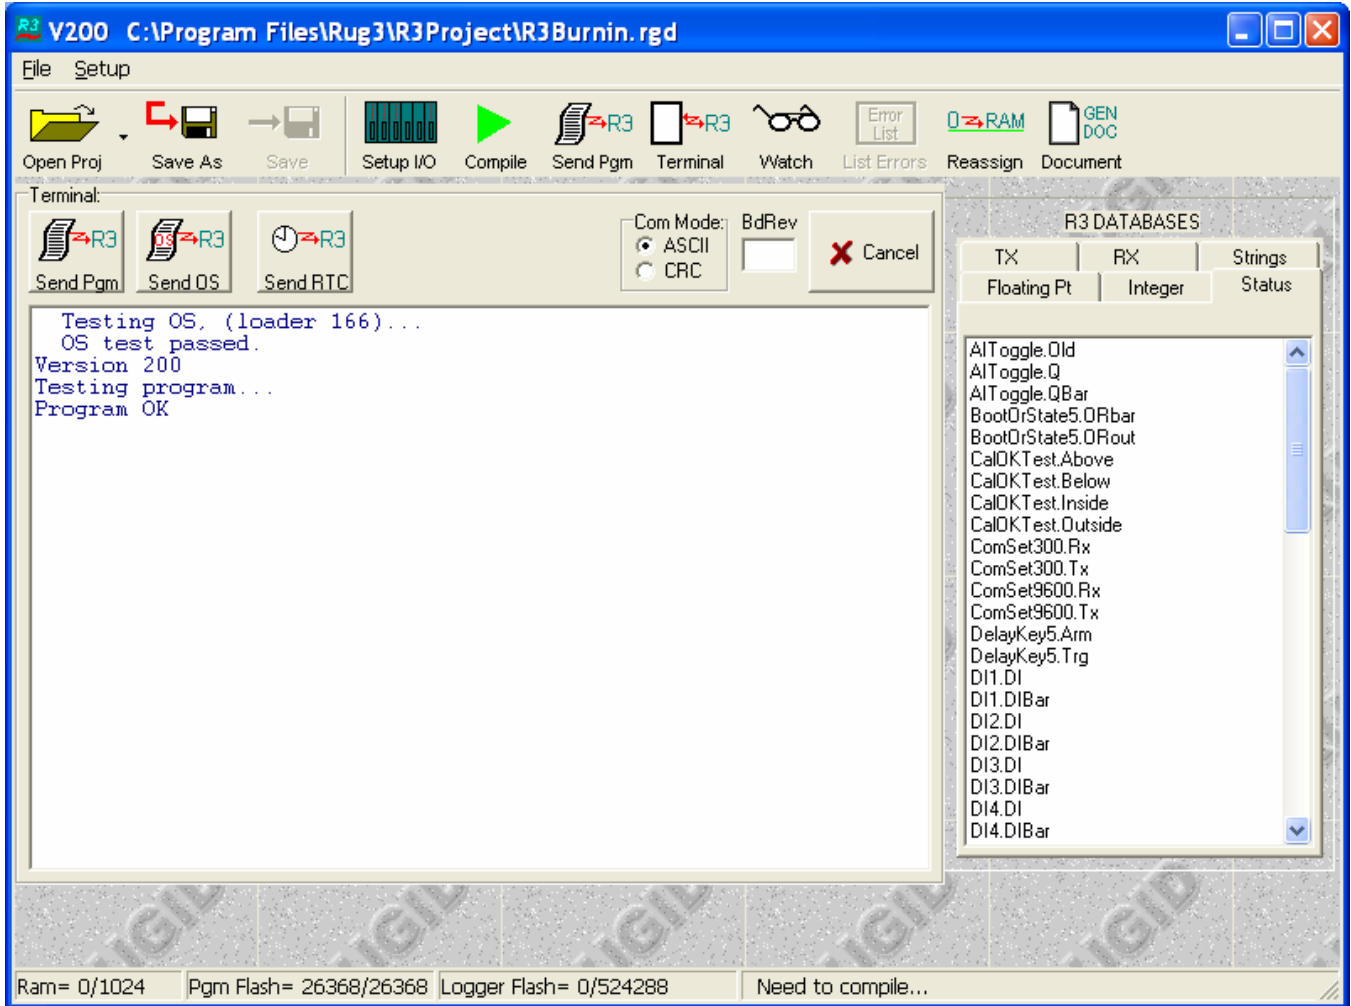 R3 V200 C:\Program Files\Rug3\R3Project\R3Burnin.rgd
File Setup
Error List
GEN DOC
R3 R3 0 RAM
Open Proj Save As Save Setup I/O Compile Send Pgm Terminal Watch List Errors Reassign Document
Terminal:
R3 OS R3 R3
Send Pgm Send OS Send RTC
Com Mode:
ASCII
CRC
BdRev
Cancel
Testing OS, (loader 166)...
OS test passed.
Version 200
Testing program...
Program OK
R3 DATABASES
TX RX Strings
Floating Pt Integer Status
AIToggle.Old
AIToggle.Q
AIToggle.QBar
BootOrState5.ORbar
BootOrState5.ORout
CalOKTest.Above
CalOKTest.Below
CalOKTest.Inside
CalOKTest.Outside
ComSet300.Rx
ComSet300.Tx
ComSet9600.Rx
ComSet9600.Tx
DelayKey5.Arm
DelayKey5.Trg
DI1.DI
DI1.DIBar
DI2.DI
DI2.DIBar
DI3.DI
DI3.DIBar
DI4.DI
DI4.DIBar
Ram= 0/1024 Pgm Flash= 26368/26368 Logger Flash= 0/524288 Need to compile...